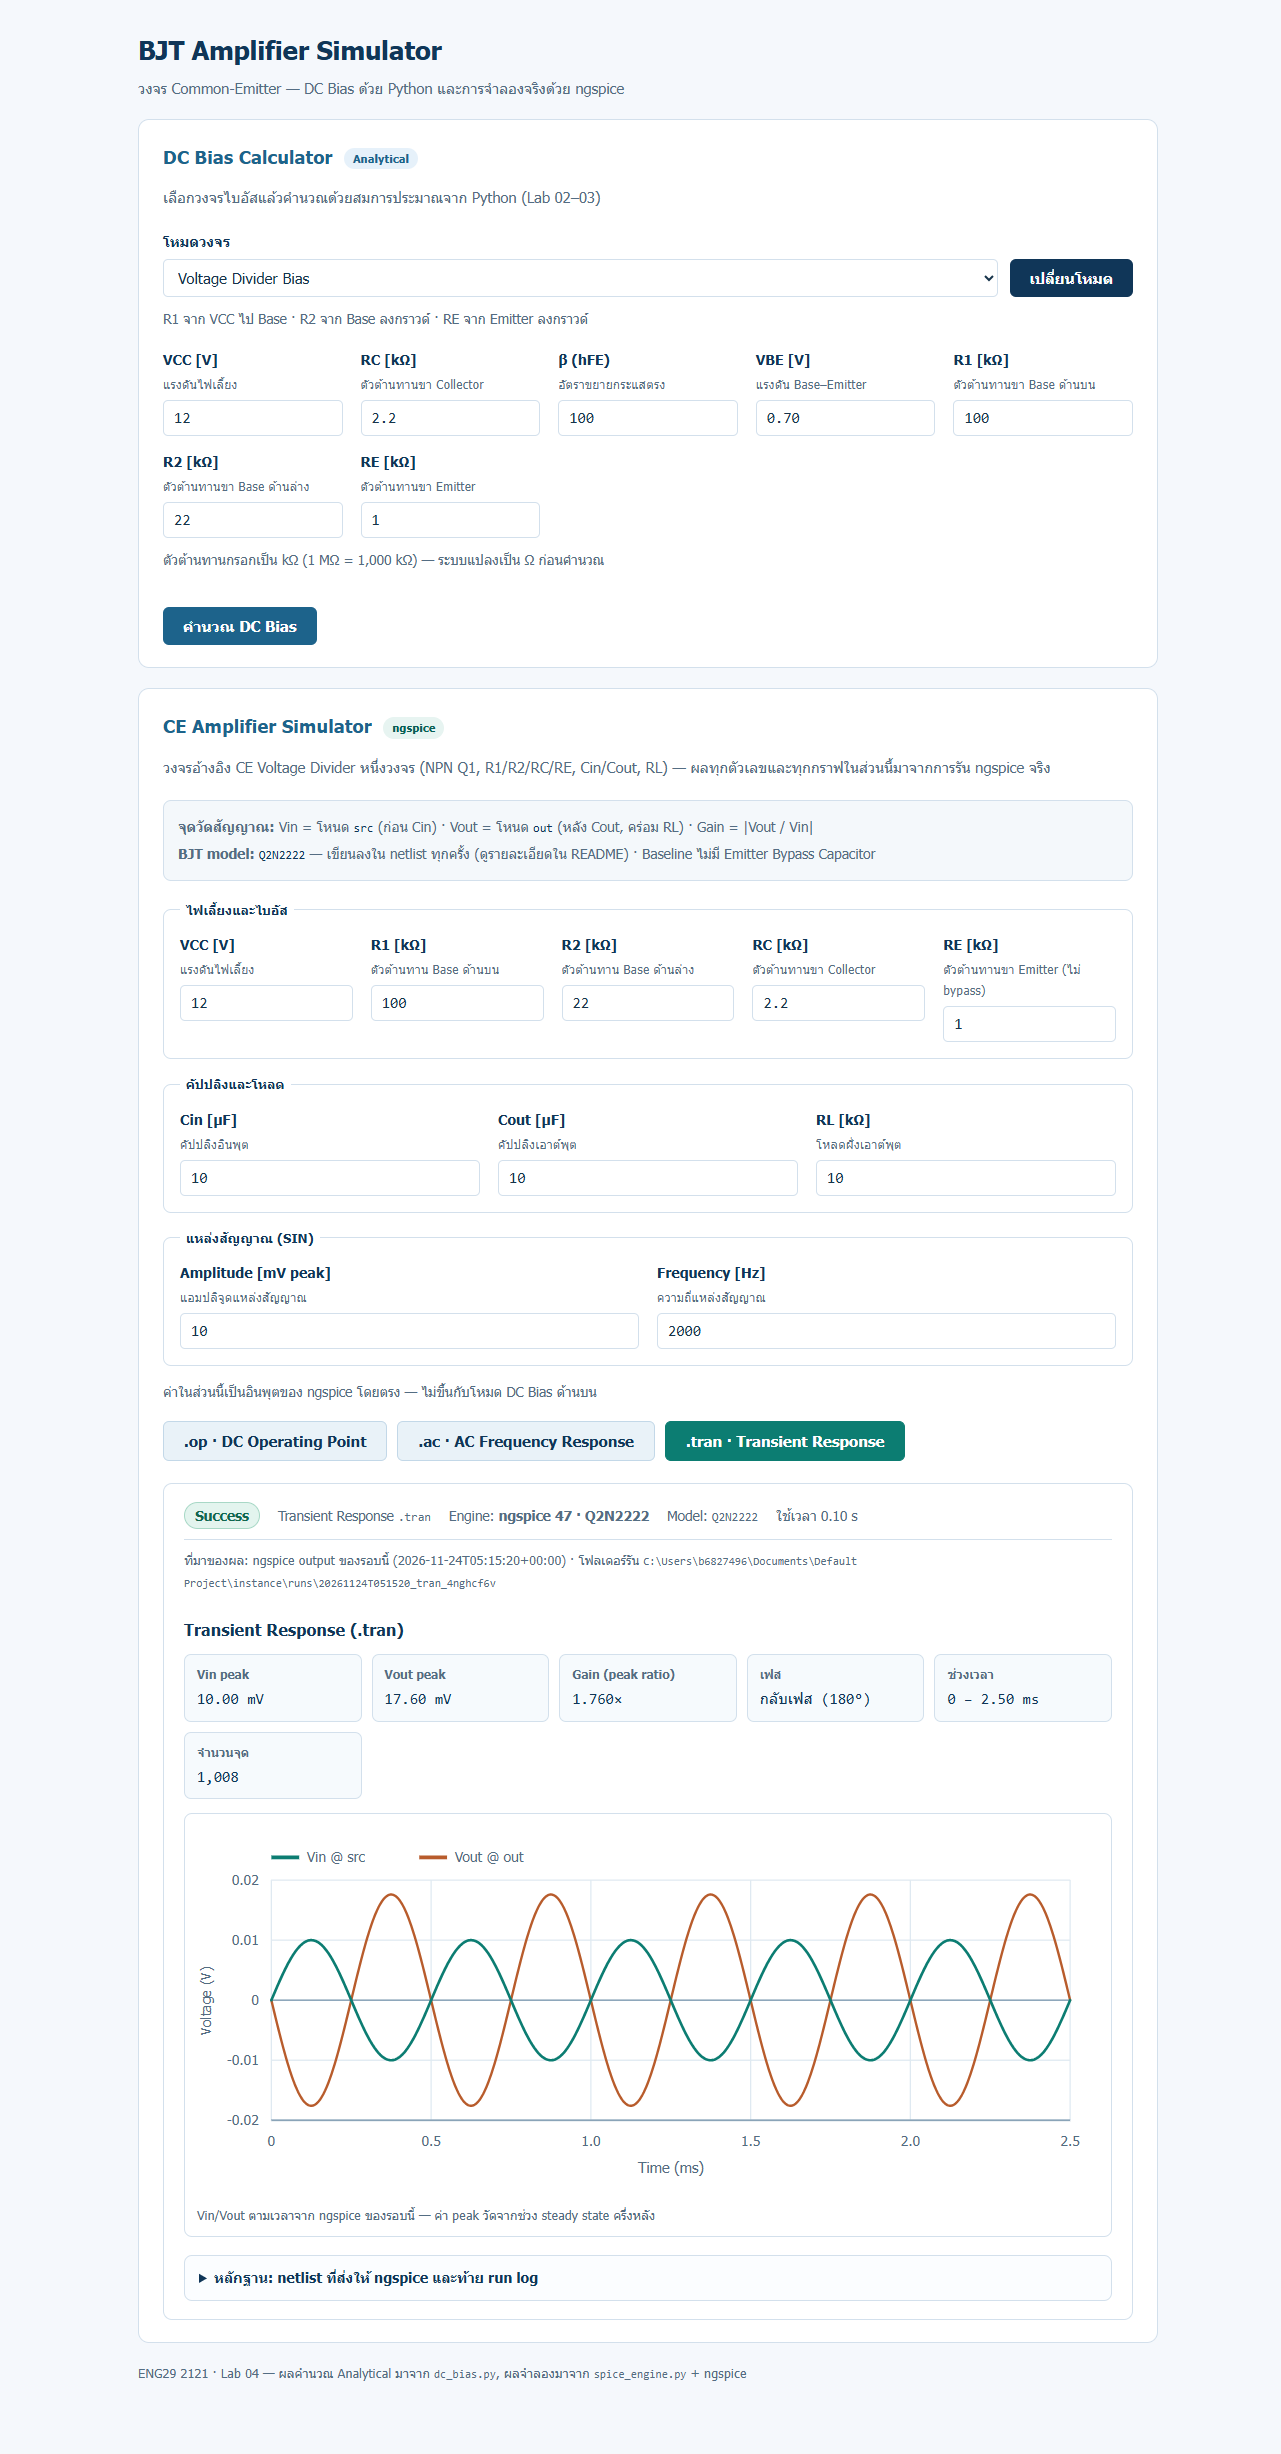 BJT Amplifier Simulator
วงจร Common-Emitter — DC Bias ด้วย Python และการจำลองจริงด้วย ngspice
DC Bias Calculator Analytical
เลือกวงจรไบอัสแล้วคำนวณด้วยสมการประมาณจาก Python (Lab 02–03)
โหมดวงจร
Voltage Divider Bias เปลี่ยนโหมด
R1 จาก VCC ไป Base · R2 จาก Base ลงกราวด์ · RE จาก Emitter ลงกราวด์
VCC [V] RC [kΩ] β (hFE) VBE [V] R1 [kΩ]
แรงดันไฟเลี้ยง ตัวต้านทานขา Collector อัตราขยายกระแสตรง แรงดัน Base–Emitter ตัวต้านทานขา Base ด้านบน
12 2.2 100 0.70 100
R2 [kΩ] RE [kΩ]
ตัวต้านทานขา Base ด้านล่าง ตัวต้านทานขา Emitter
22 1
ตัวต้านทานกรอกเป็น kΩ (1 MΩ = 1,000 kΩ) — ระบบแปลงเป็น Ω ก่อนคำนวณ
คำนวณ DC Bias
CE Amplifier Simulator ngspice
วงจรอ้างอิง CE Voltage Divider หนึ่งวงจร (NPN Q1, R1/R2/RC/RE, Cin/Cout, RL) — ผลทุกตัวเลขและทุกกราฟในส่วนนี้มาจากการรัน ngspice จริง
จุดวัดสัญญาณ: Vin = โหนด src (ก่อน Cin) · Vout = โหนด out (หลัง Cout, คร่อม RL) · Gain = |Vout / Vin|
BJT model: Q2N2222 — เขียนลงใน netlist ทุกครั้ง (ดูรายละเอียดใน README) · Baseline ไม่มี Emitter Bypass Capacitor
ไฟเลี้ยงและไบอัส
VCC [V] R1 [kΩ] R2 [kΩ] RC [kΩ] RE [kΩ]
แรงดันไฟเลี้ยง ตัวต้านทาน Base ด้านบน ตัวต้านทาน Base ด้านล่าง ตัวต้านทานขา Collector ตัวต้านทานขา Emitter (ไม่
bypass)
12 100 22 2.2 1
คัปปลิงและโหลด
Cin [µF] Cout [µF] RL [kΩ]
คัปปลิงอินพุต คัปปลิงเอาต์พุต โหลดฝั่งเอาต์พุต
10 10 10
แหล่งสัญญาณ (SIN)
Amplitude [mV peak] Frequency [Hz]
แอมปลิจูดแหล่งสัญญาณ ความถี่แหล่งสัญญาณ
10 2000
ค่าในส่วนนี้เป็นอินพุตของ ngspice โดยตรง — ไม่ขึ้นกับโหมด DC Bias ด้านบน
.op · DC Operating Point .ac · AC Frequency Response .tran · Transient Response
Success Transient Response .tran Engine: ngspice 47 · Q2N2222 Model: Q2N2222 ใช้เวลา 0.10 s
ที่มาของผล: ngspice output ของรอบนี้ (2026-11-24T05:15:20+00:00) · โฟลเดอร์รัน C:\Users\b6827496\Documents\Default
Project\instance\runs\20261124T051520_tran_4nghcf6v
Transient Response (.tran)
Vin peak Vout peak Gain (peak ratio) เฟส ช่วงเวลา
10.00 mV 17.60 mV 1.760× กลับเฟส (180°) 0 – 2.50 ms
จำนวนจุด
1,008
Vin @ src Vout @ out
0.02
0.01
0
-0.01
-0.02
Voltage (V)
0 0.5 1.0 1.5 2.0 2.5
Time (ms)
Vin/Vout ตามเวลาจาก ngspice ของรอบนี้ — ค่า peak วัดจากช่วง steady state ครึ่งหลัง
▶ หลักฐาน: netlist ที่ส่งให้ ngspice และท้าย run log
ENG29 2121 · Lab 04 — ผลคำนวณ Analytical มาจาก dc_bias.py, ผลจำลองมาจาก spice_engine.py + ngspice